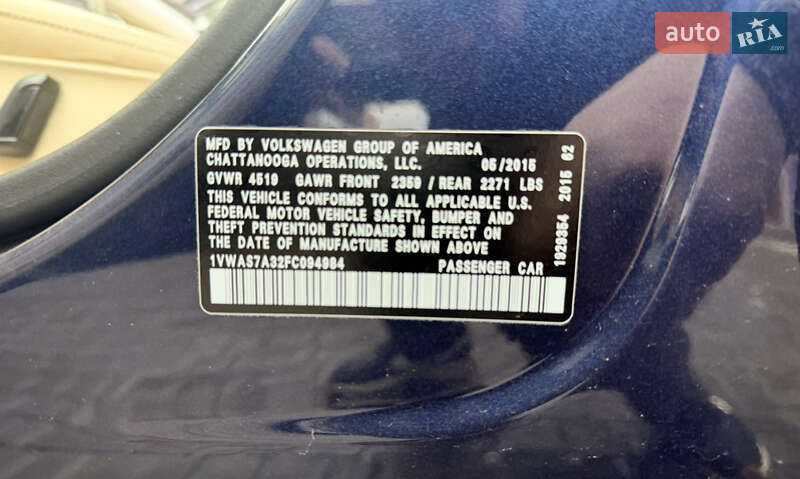 auto RIA.com
MFD BY VOLKSWAGEN GROUP OF AMERICA
CHATTANOOGA OPERATIONS, LLC. 05/2015
GVWR 4519 GAWR FRONT 2359 / REAR 2271 LBS
THIS VEHICLE CONFORMS TO ALL APPLICABLE U.S.
FEDERAL MOTOR VEHICLE SAFETY, BUMPER AND
THEFT PREVENTION STANDARDS IN EFFECT ON
THE DATE OF MANUFACTURE SHOWN ABOVE
1VWAS7A32FC094984 PASSENGER CAR
1929354 2015 02